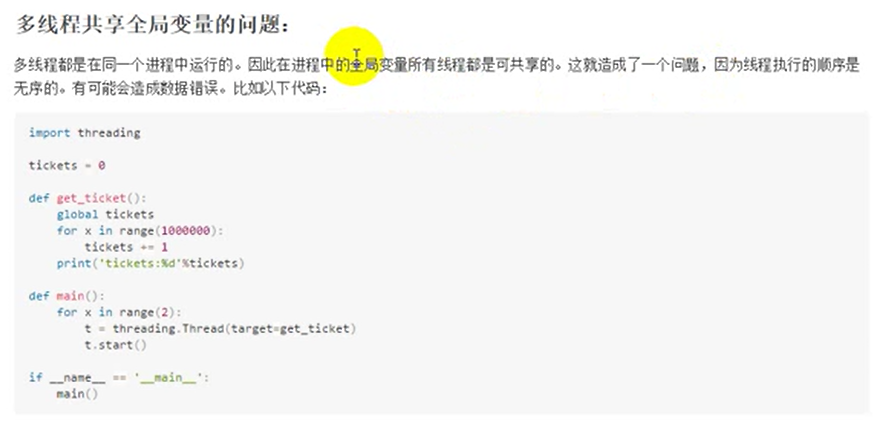 多线程共享全局变量的问题：
多线程都是在同一个进程中运行的。因此在进程中的全局变量所有线程都是可共享的。这就造成了一个问题，因为线程执行的顺序是
无序的。有可能会造成数据错误。比如以下代码：
import threading
tickets = 0
def get_ticket():
    global tickets
    for x in range(1000000):
        tickets += 1
    print('tickets:%d'%tickets)
def main():
    for x in range(2):
        t = threading.Thread(target=get_ticket)
        t.start()
if __name__ == '__main__':
    main()